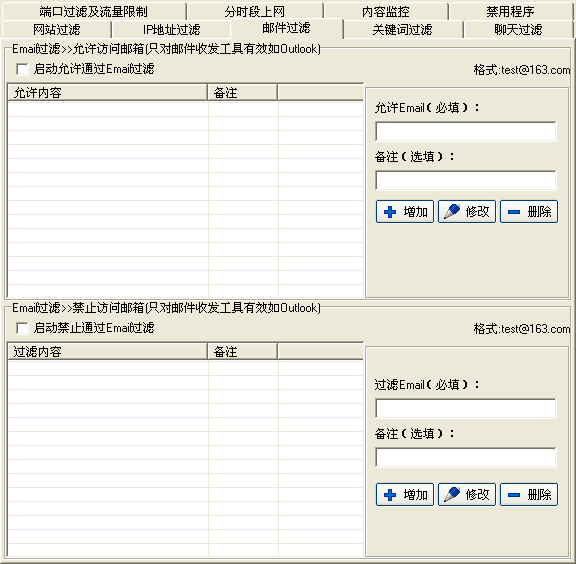 端口过滤及流量限制 分时段上网 内容监控 禁用程序
网站过滤 IP地址过滤 邮件过滤 关键词过滤 聊天过滤
Email过滤>>允许访问邮箱(只对邮件收发工具有效如Outlook)
启动允许通过Email过滤 格式:test@163.com
允许内容 备注
允许Email(必填):
备注(选填):
增加 修改 删除
Email过滤>>禁止访问邮箱(只对邮件收发工具有效如Outlook)
启动禁止通过Email过滤 格式:test@163.com
过滤内容 备注
过滤Email(必填):
备注(选填):
增加 修改 删除